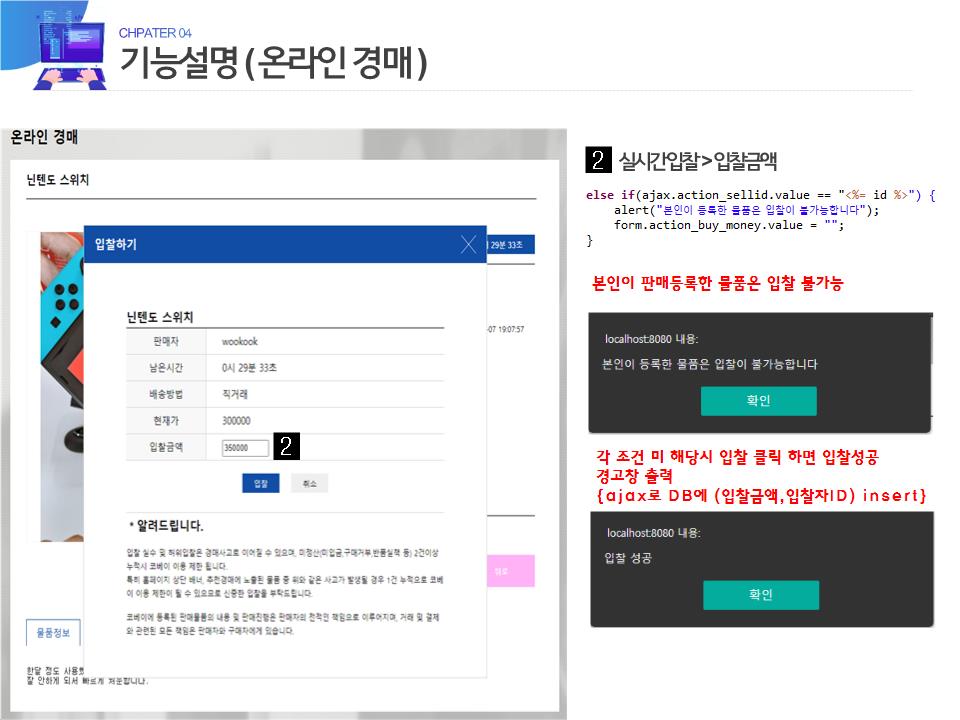 CHPATER 04
기능설명 ( 온라인 경매 )
온라인 경매
닌텐도 스위치
입찰하기
29분 33초
-07 19:07:57
닌텐도 스위치
판매자 wookook
남은시간 0시 29분 33초
배송방법 직거래
현재가 300000
입찰금액 350000 2
입찰 취소
* 알려드립니다.
입찰 실수 및 허위입찰은 경매사고로 이어질 수 있으며, 미정산(미입금,구매거부,반품실책 등) 2건이상
누적시 코베이 이용 제한 됩니다.
특히 홈페이지 상단 배너, 추천경매에 노출된 물품 중 위와 같은 사고가 발생될 경우 1건 누적으로 코베
이 이용 제한이 될 수 있으므로 신중한 입찰을 부탁드립니다.
코베이에 등록된 판매물품의 내용 및 판매진행은 판매자의 전적인 책임으로 이루어지며, 거래 및 결제
와 관련된 모든 책임은 판매자와 구매자에게 있습니다.
물품정보
한달 정도 사용했
잘 안하게 되서 빠르게 처분합니다.
2 실시간입찰 > 입찰금액
else if(ajax.action_sellid.value == "<%= id %>") {
alert("본인이 등록한 물품은 입찰이 불가능합니다");
form.action_buy_money.value = "";
}
본인이 판매등록한 물품은 입찰 불가능
localhost:8080 내용:
본인이 등록한 물품은 입찰이 불가능합니다
확인
각 조건 미 해당시 입찰 클릭 하면 입찰성공
경고창 출력
{ajax로 DB에 (입찰금액,입찰자ID) insert}
localhost:8080 내용:
입찰 성공
확인